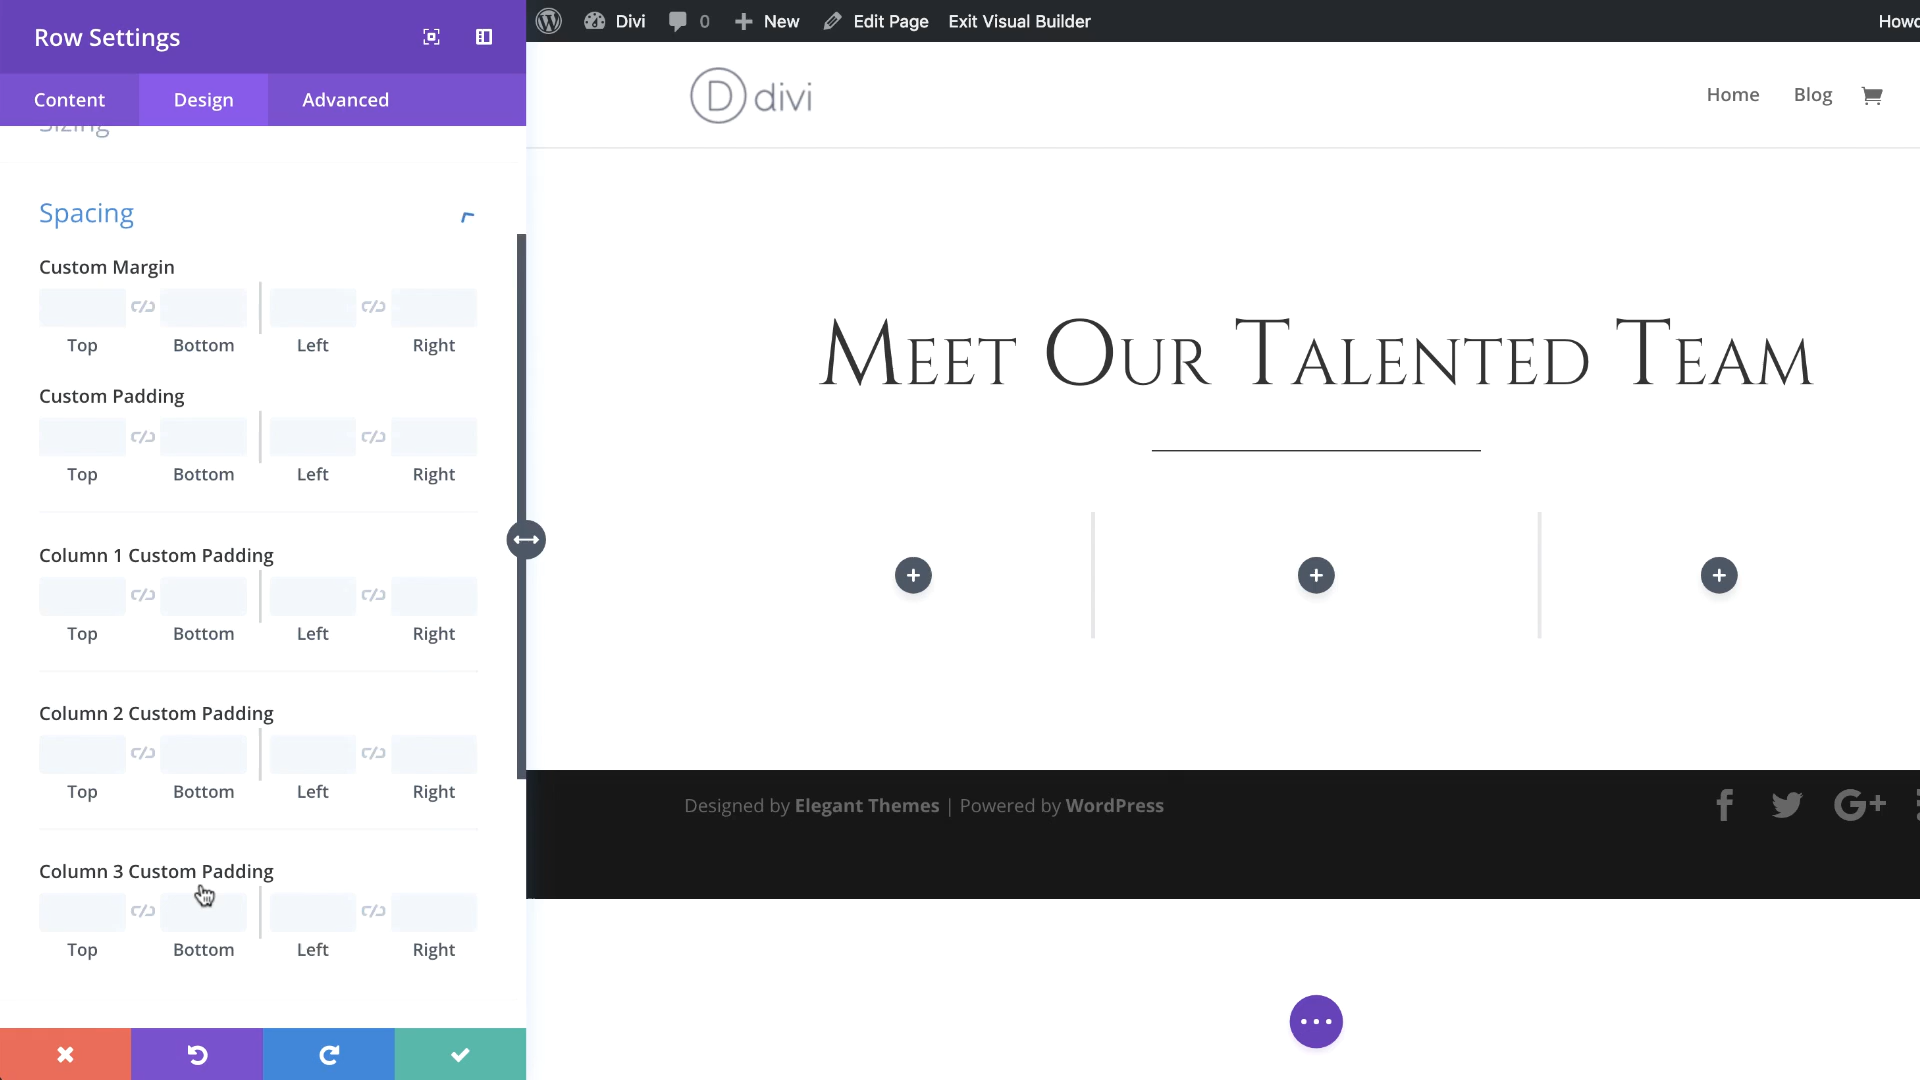 Row Settings
Content Design Advanced
Sizing
Spacing
Custom Margin
Top Bottom Left Right
Custom Padding
Top Bottom Left Right
Column 1 Custom Padding
Top Bottom Left Right
Column 2 Custom Padding
Top Bottom Left Right
Column 3 Custom Padding
Top Bottom Left Right
Divi 0 New Edit Page Exit Visual Builder
D divi
Home Blog
Meet Our Talented Team
Designed by Elegant Themes | Powered by WordPress